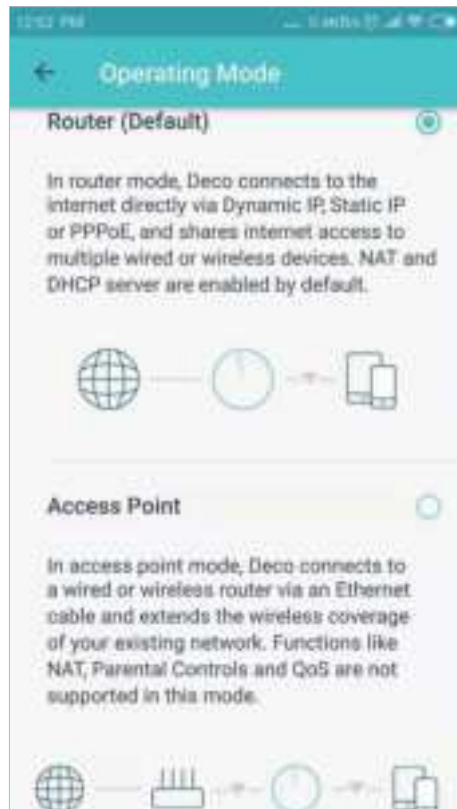 12:52 PM
Operating Mode
Router (Default)
In router mode, Deco connects to the
internet directly via Dynamic IP, Static IP
or PPPoE, and shares internet access to
multiple wired or wireless devices. NAT and
DHCP server are enabled by default.
Access Point
In access point mode, Deco connects to
a wired or wireless router via an Ethernet
cable and extends the wireless coverage
of your existing network. Functions like
NAT, Parental Controls and QoS are not
supported in this mode.